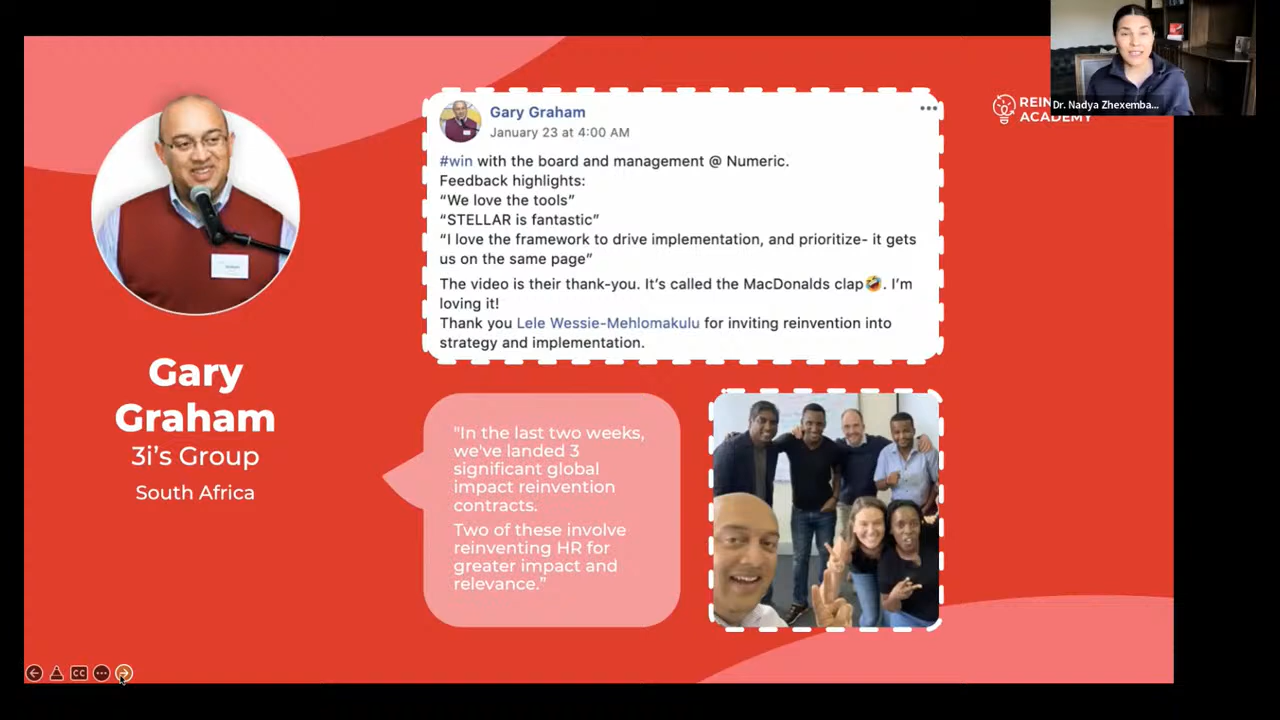 Dr. Nadya Zhexemba...
REIN
ACADEMY
Gary Graham
January 23 at 4:00 AM
#win with the board and management @ Numeric.
Feedback highlights:
“We love the tools”
“STELLAR is fantastic”
“I love the framework to drive implementation, and prioritize- it gets
us on the same page”
The video is their thank-you. It’s called the MacDonalds clap🤣. I’m
loving it!
Thank you Lele Wessie-Mehlomakulu for inviting reinvention into
strategy and implementation.
Gary
Graham
3i’s Group
South Africa
"In the last two weeks,
we've landed 3
significant global
impact reinvention
contracts.
Two of these involve
reinventing HR for
greater impact and
relevance.”
CC